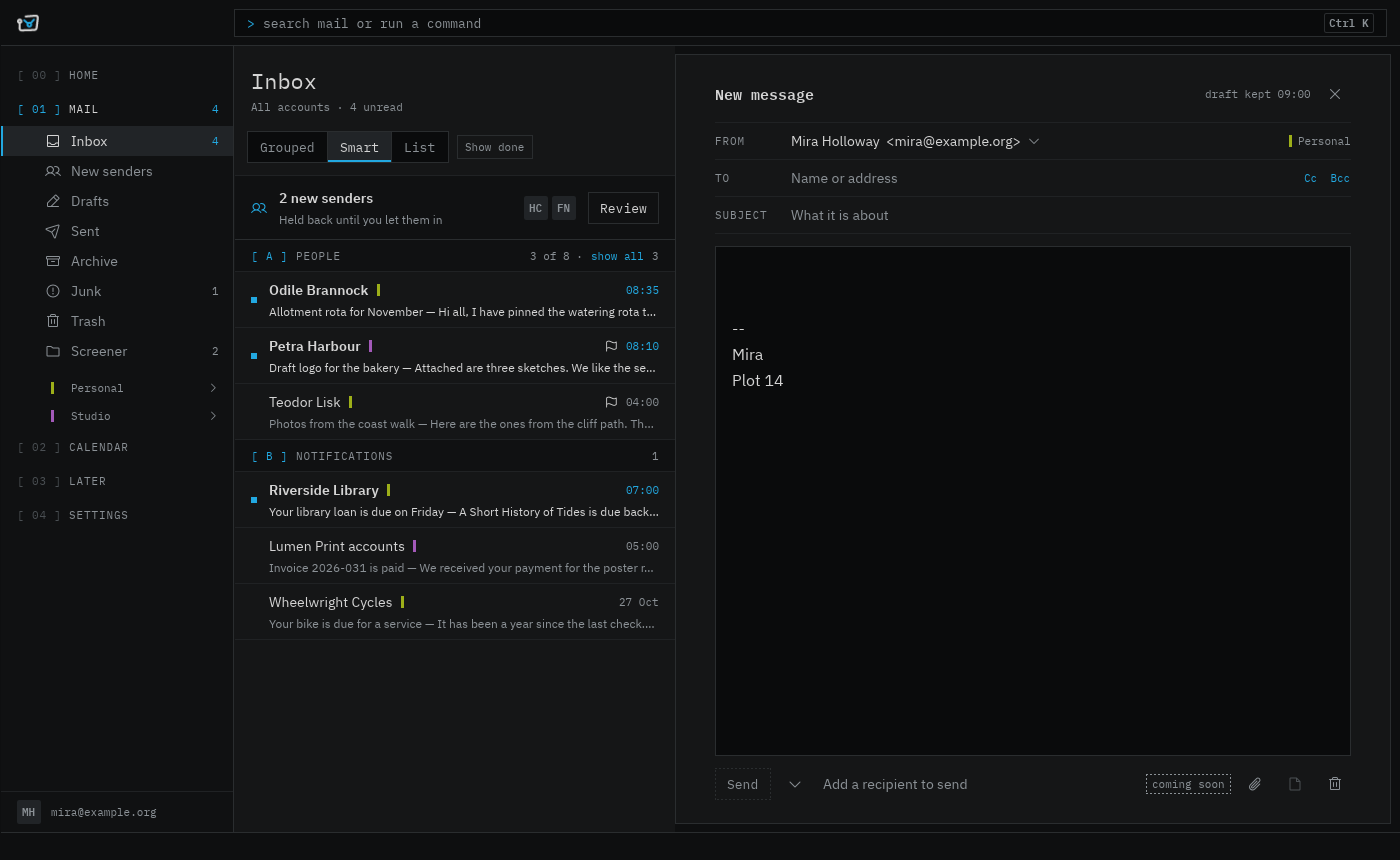 > search mail or run a command
Ctrl K
[ 00 ] HOME
[ 01 ] MAIL 4
Inbox 4
New senders
Drafts
Sent
Archive
Junk 1
Trash
Screener 2
Personal
Studio
[ 02 ] CALENDAR
[ 03 ] LATER
[ 04 ] SETTINGS
MH mira@example.org
Inbox
All accounts · 4 unread
Grouped Smart List Show done
2 new senders
Held back until you let them in
HC FN Review
[ A ] PEOPLE 3 of 8 · show all 3
Odile Brannock 08:35
Allotment rota for November — Hi all, I have pinned the watering rota t...
Petra Harbour 08:10
Draft logo for the bakery — Attached are three sketches. We like the se...
Teodor Lisk 04:00
Photos from the coast walk — Here are the ones from the cliff path. Th...
[ B ] NOTIFICATIONS 1
Riverside Library 07:00
Your library loan is due on Friday — A Short History of Tides is due back...
Lumen Print accounts 05:00
Invoice 2026-031 is paid — We received your payment for the poster r...
Wheelwright Cycles 27 Oct
Your bike is due for a service — It has been a year since the last check....
New message draft kept 09:00
FROM Mira Holloway <mira@example.org> Personal
TO Name or address Cc Bcc
SUBJECT What it is about
--
Mira
Plot 14
Send Add a recipient to send coming soon